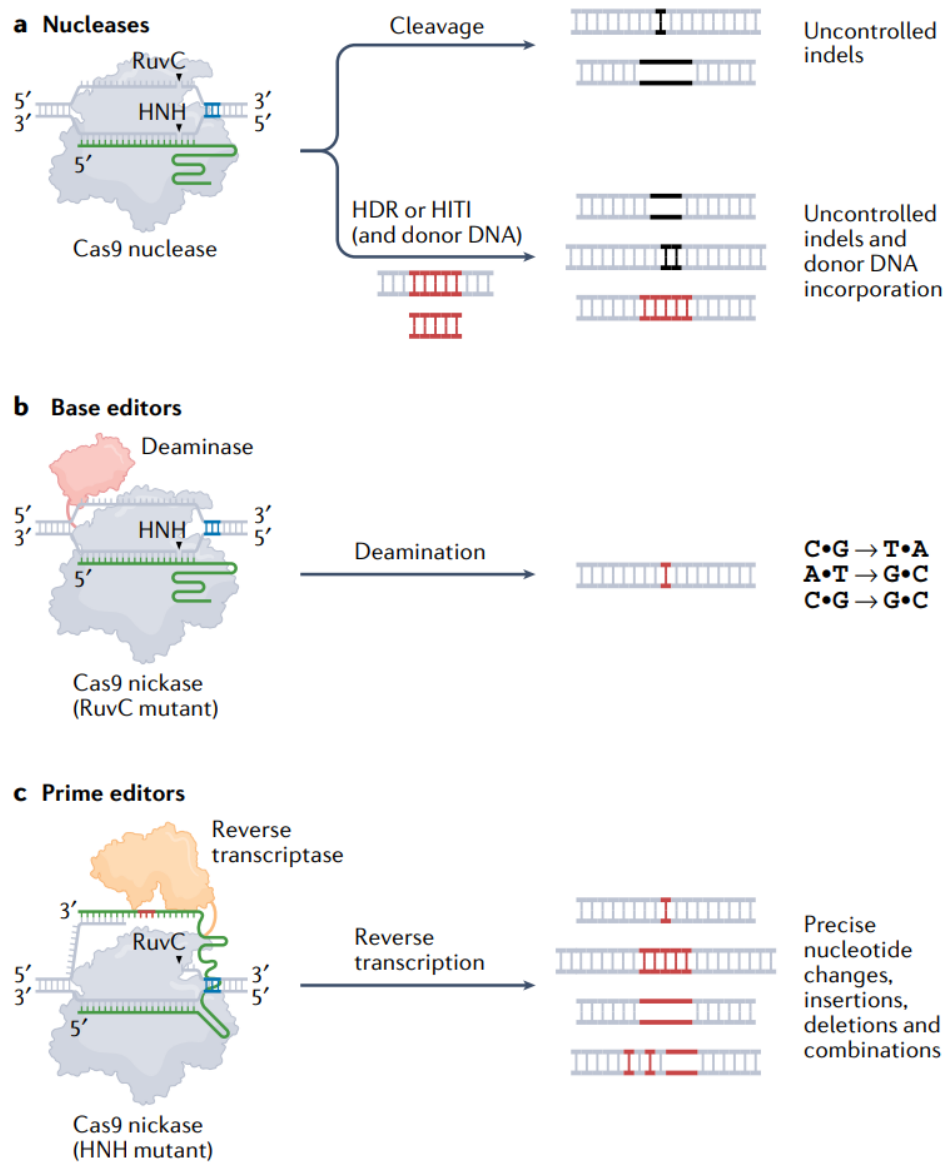 a Nucleases
Cleavage
Uncontrolled
indels
RuvC
5′
3′
HNH
3′
5′
5′
Cas9 nuclease
HDR or HITI
(and donor DNA)
Uncontrolled
indels and
donor DNA
incorporation
b Base editors
Deaminase
5′
3′
HNH
3′
5′
5′
Deamination
C•G → T•A
A•T → G•C
C•G → G•C
Cas9 nickase
(RuvC mutant)
c Prime editors
Reverse
transcriptase
3′
RuvC
5′
3′
3′
5′
5′
Reverse
transcription
Precise
nucleotide
changes,
insertions,
deletions and
combinations
Cas9 nickase
(HNH mutant)